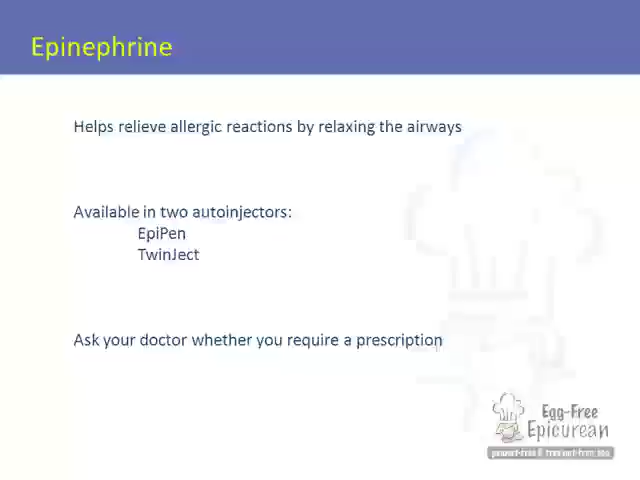 Epinephrine
Helps relieve allergic reactions by relaxing the airways
Available in two autoinjectors:
EpiPen
TwinJect
Ask your doctor whether you require a prescription
Egg-Free
Epicurean